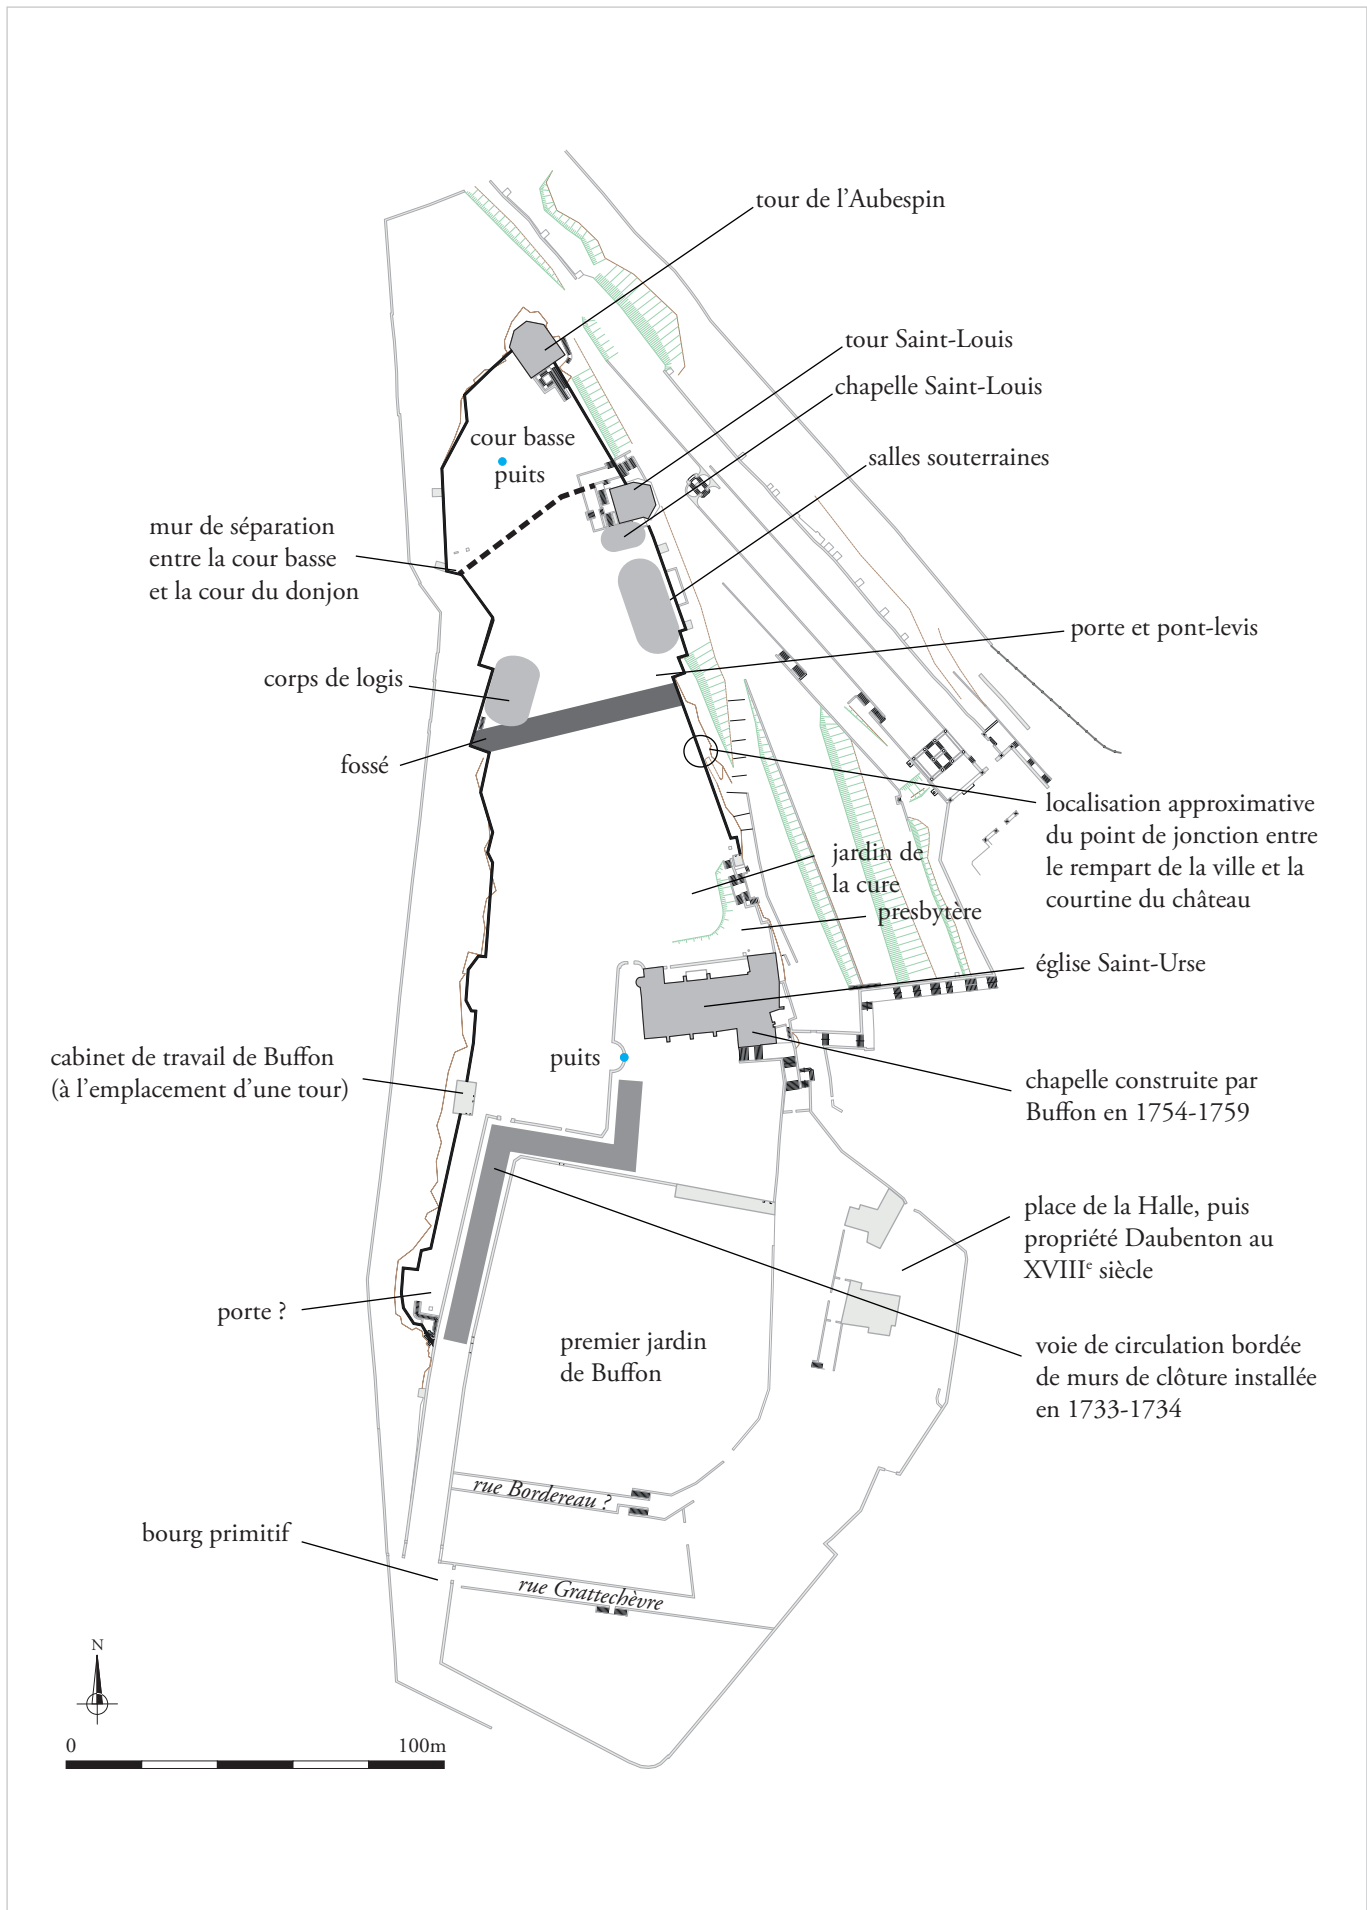 tour de l'Aubespin
tour Saint-Louis
chapelle Saint-Louis
cour basse
salles souterraines
puits
mur de séparation
entre la cour basse
et la cour du donjon
porte et pont-levis
corps de logis
fossé
localisation approximative
du point de jonction entre
le rempart de la ville et la
courtine du château
jardin de
la cure
presbytère
église Saint-Urse
puits
cabinet de travail de Buffon
(à l'emplacement d'une tour)
chapelle construite par
Buffon en 1754-1759
place de la Halle, puis
propriété Daubenton au
XVIIIe siècle
porte ?
premier jardin
de Buffon
voie de circulation bordée
de murs de clôture installée
en 1733-1734
rue Bordereau ?
bourg primitif
rue Grattechèvre
N
0 100m